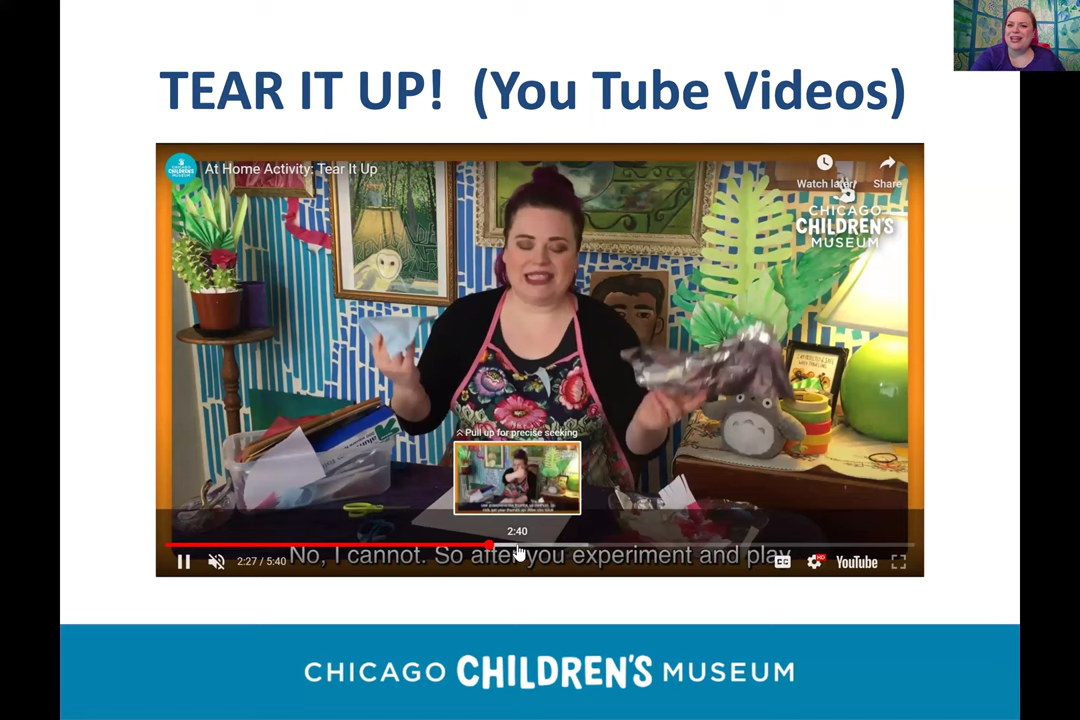 TEAR IT UP! (You Tube Videos)
At Home Activity: Tear It Up
Watch later
Share
CHICAGO
CHILDREN'S
MUSEUM
Pull up for precise seeking
2:40
No, I cannot. So after you experiment and play
2:27 / 5:40
CC
HD
YouTube
CHICAGO CHILDREN'S MUSEUM